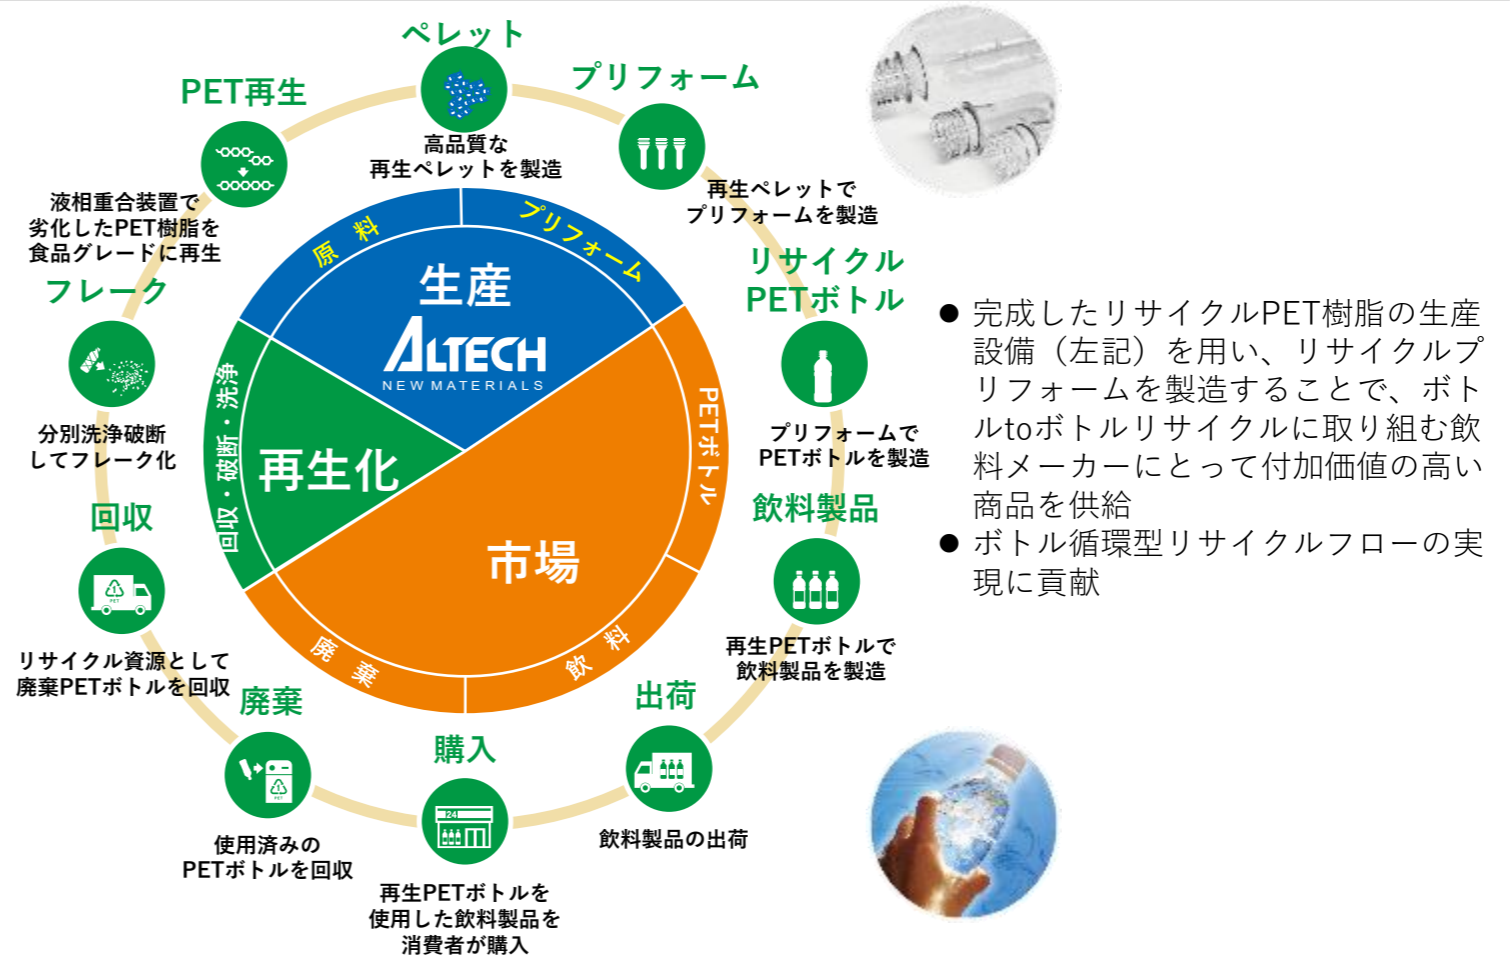 ペレット
高品質な
再生ペレットを製造
プリフォーム
再生ペレットで
プリフォームを製造
リサイクル
PETボトル
プリフォームで
PETボトルを製造
飲料製品
再生PETボトルで
飲料製品を製造
出荷
飲料製品の出荷
購入
再生PETボトルを
使用した飲料製品を
消費者が購入
廃棄
使用済みの
PETボトルを回収
回収
リサイクル資源として
廃棄PETボトルを回収
フレーク
分別洗浄破断
してフレーク化
PET再生
液相重合装置で
劣化したPET樹脂を
食品グレードに再生
原料
プリフォーム
生産
ALTECH
NEW MATERIALS
PETボトル
市場
飲料
廃棄
回収・破断・洗浄
再生化
1
PET
PET
24
● 完成したリサイクルPET樹脂の生産
設備（左記）を用い、リサイクルプ
リフォームを製造することで、ボト
ルtoボトルリサイクルに取り組む飲
料メーカーにとって付加価値の高い
商品を供給
● ボトル循環型リサイクルフローの実
現に貢献